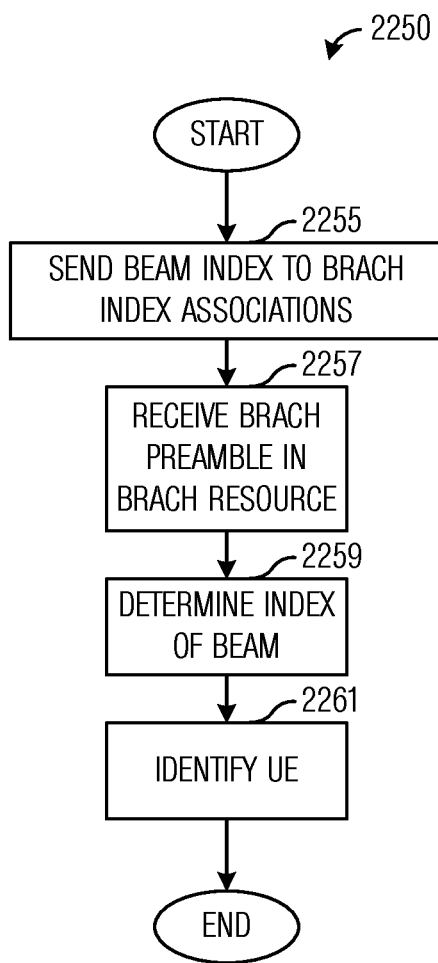 2250
START
2255
SEND BEAM INDEX TO BRACH
INDEX ASSOCIATIONS
2257
RECEIVE BRACH
PREAMBLE IN
BRACH RESOURCE
2259
DETERMINE INDEX
OF BEAM
2261
IDENTIFY UE
END